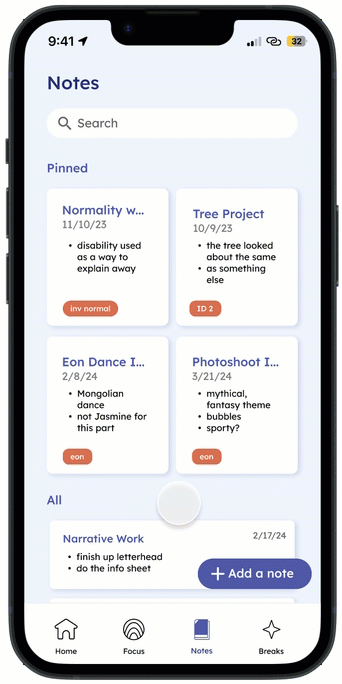 9:41
32
Notes
Search
Pinned
Normality w...
11/10/23
• disability used
as a way to
explain away
inv normal
Tree Project
10/9/23
• the tree looked
about the same
• as something
else
ID 2
Eon Dance I...
2/8/24
• Mongolian
dance
• not Jasmine for
this part
eon
Photoshoot I...
3/21/24
• mythical,
fantasy theme
• bubbles
• sporty?
eon
All
Narrative Work
2/17/24
• finish up letterhead
• do the info sheet
+ Add a note
Home
Focus
Notes
Breaks